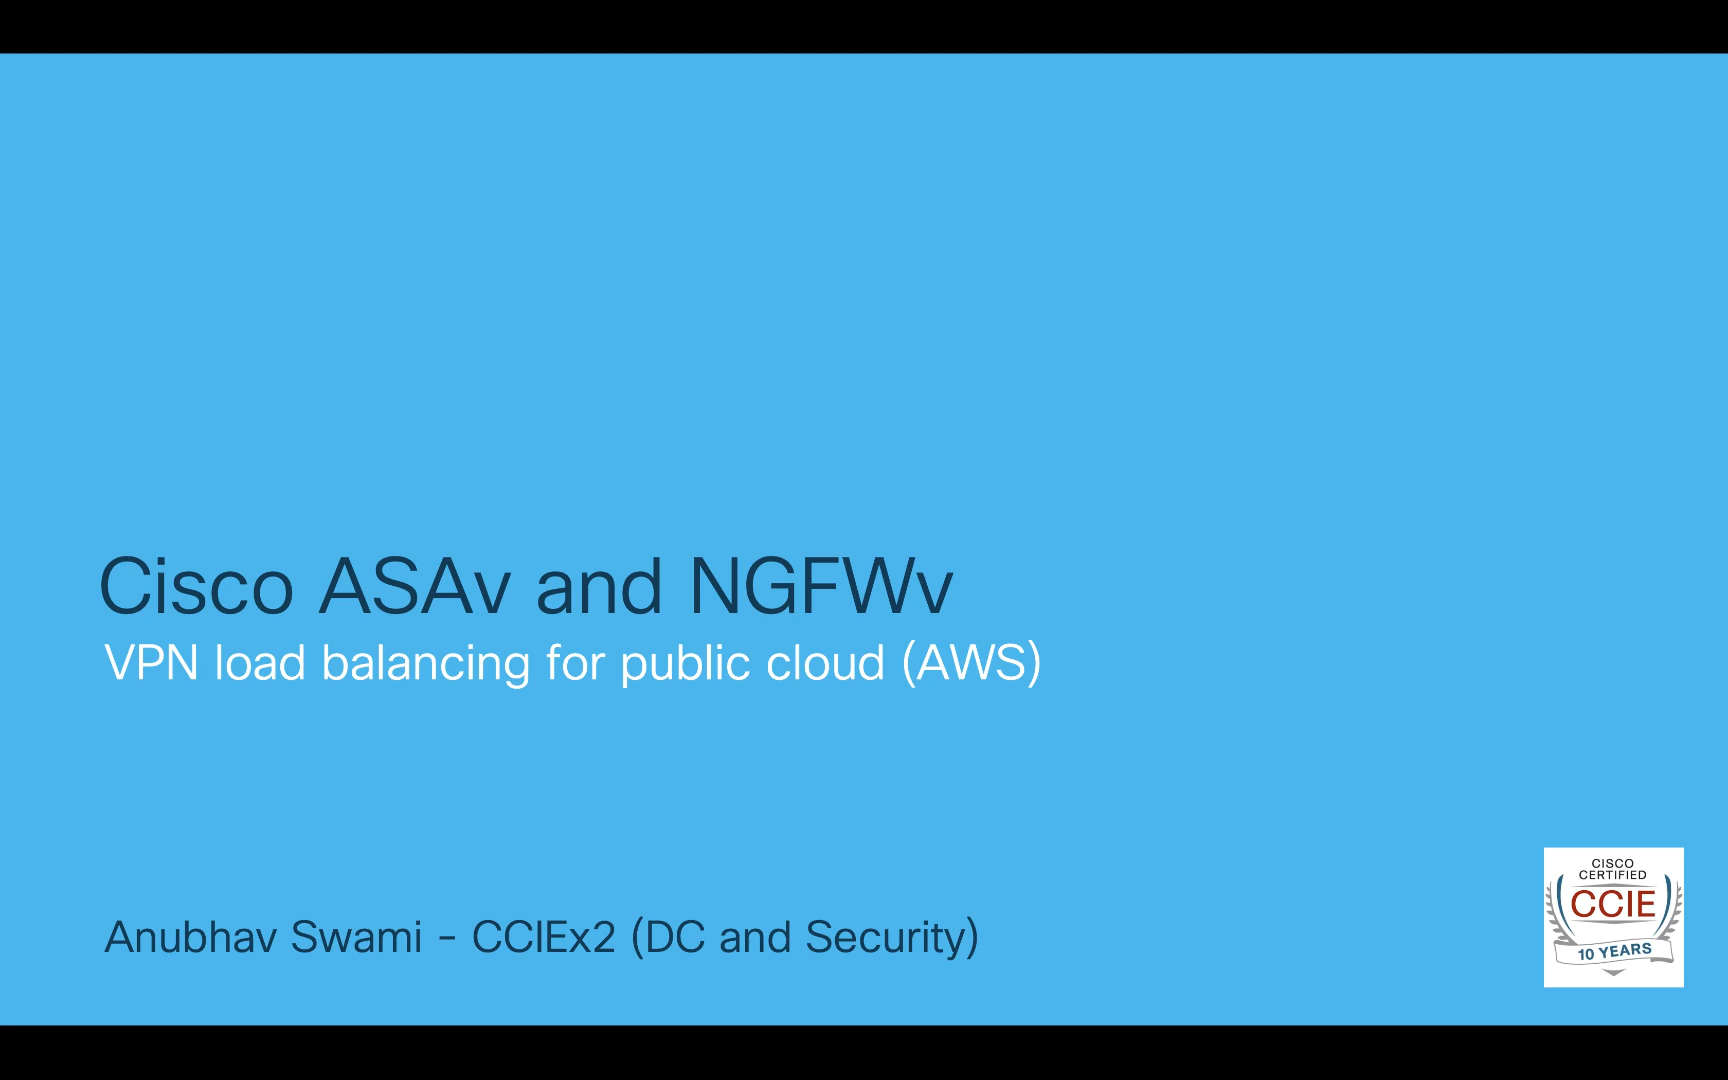 Cisco ASAv and NGFWv
VPN load balancing for public cloud (AWS)
Anubhav Swami - CCIEx2 (DC and Security)
CISCO
CERTIFIED
CCIE
10 YEARS